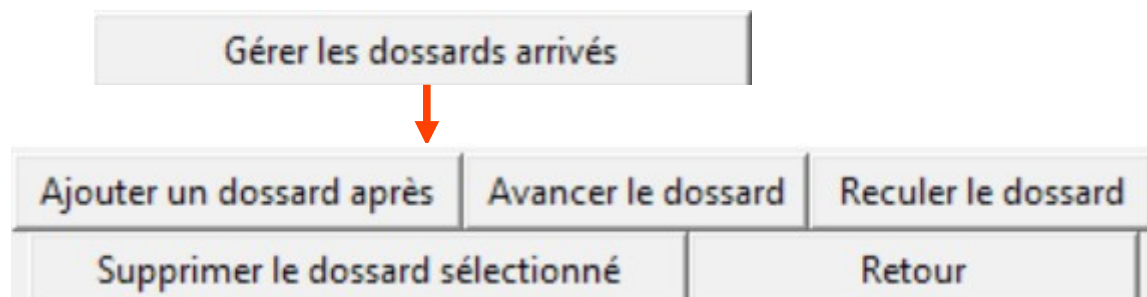 Gérer les dossards arrivés
Ajouter un dossard après Avancer le dossard Reculer le dossard
Supprimer le dossard sélectionné Retour